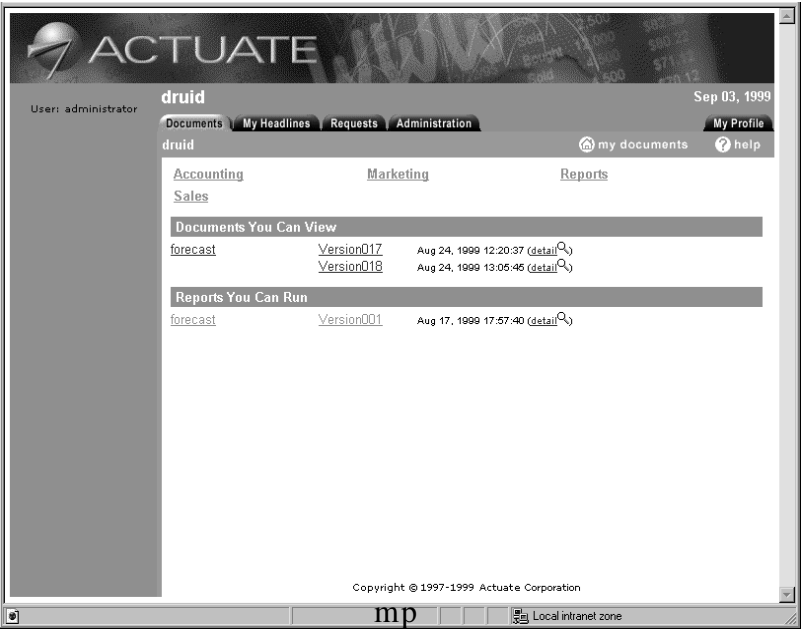 ACTUATE
User: administrator
druid Sep 03, 1999
Documents My Headlines Requests Administration My Profile
druid my documents ? help
Accounting Marketing Reports
Sales
Documents You Can View
forecast Version017 Aug 24, 1999 12:20:37 (detail)
Version018 Aug 24, 1999 13:05:45 (detail)
Reports You Can Run
forecast Version001 Aug 17, 1999 17:57:40 (detail)
Copyright © 1997-1999 Actuate Corporation
mp Local intranet zone